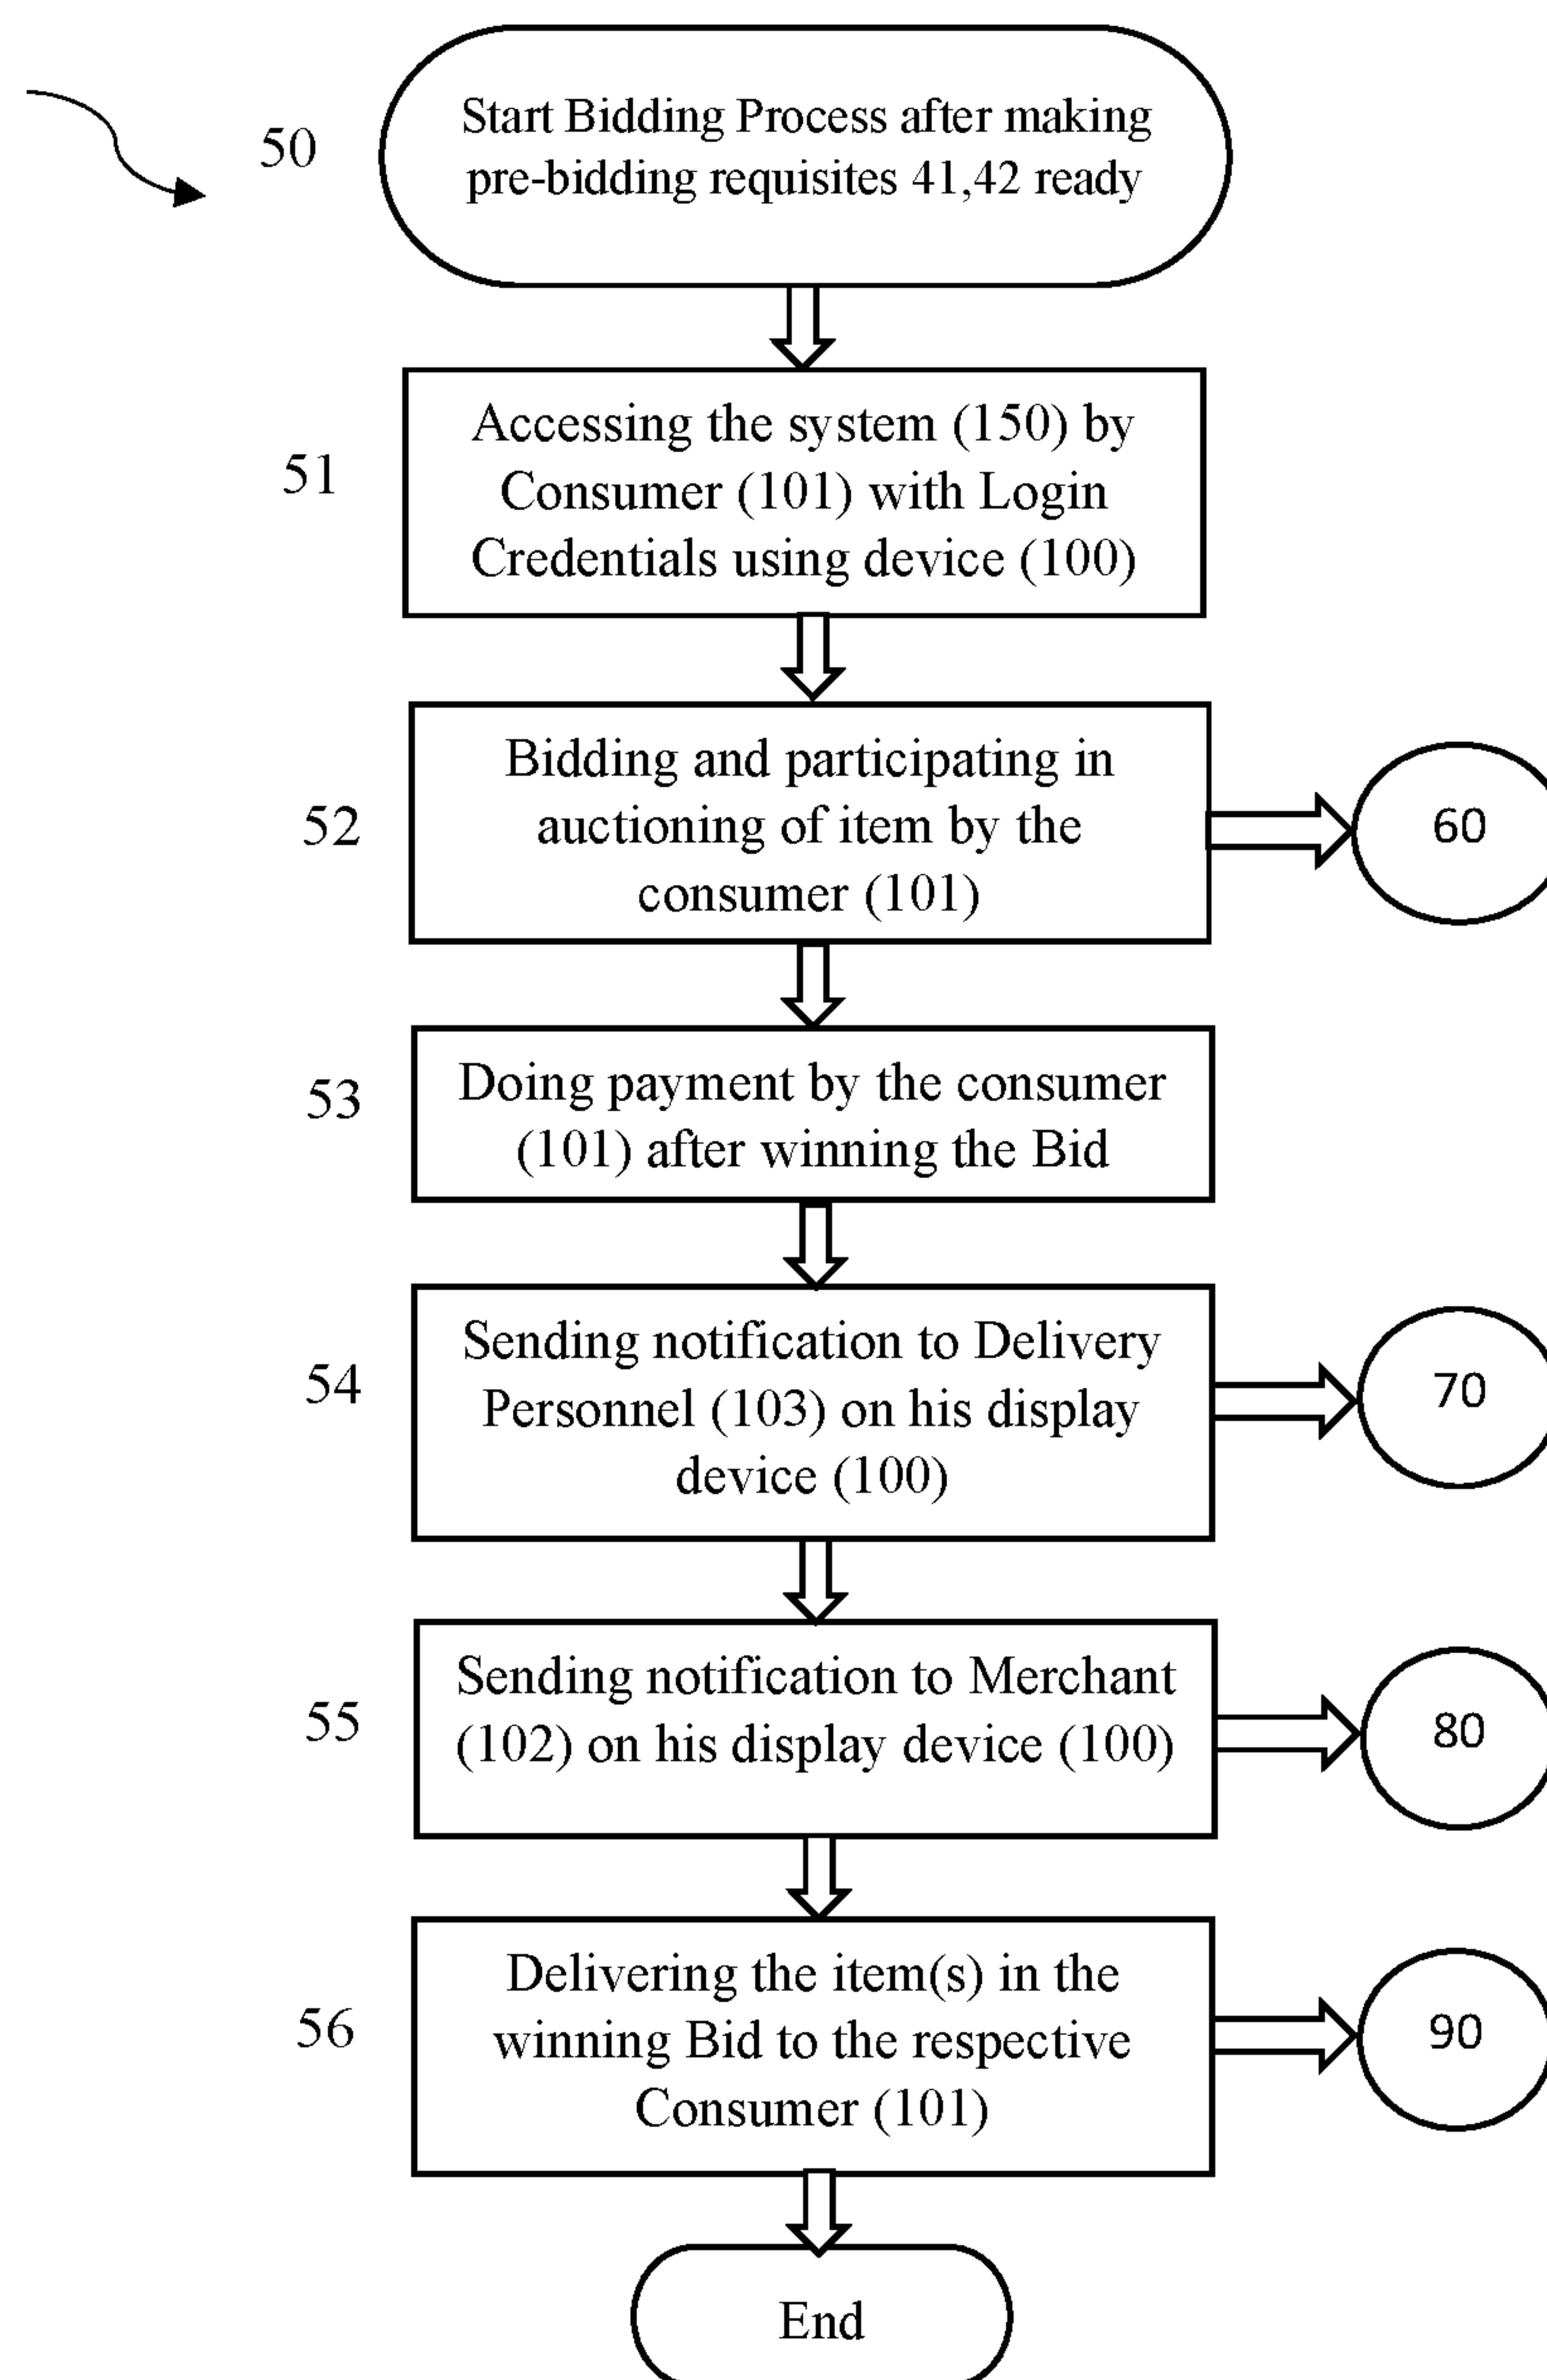 50
Start Bidding Process after making
pre-bidding requisites 41,42 ready
51
Accessing the system (150) by
Consumer (101) with Login
Credentials using device (100)
52
Bidding and participating in
auctioning of item by the
consumer (101)
60
53
Doing payment by the consumer
(101) after winning the Bid
54
Sending notification to Delivery
Personnel (103) on his display
device (100)
70
55
Sending notification to Merchant
(102) on his display device (100)
80
56
Delivering the item(s) in the
winning Bid to the respective
Consumer (101)
90
End